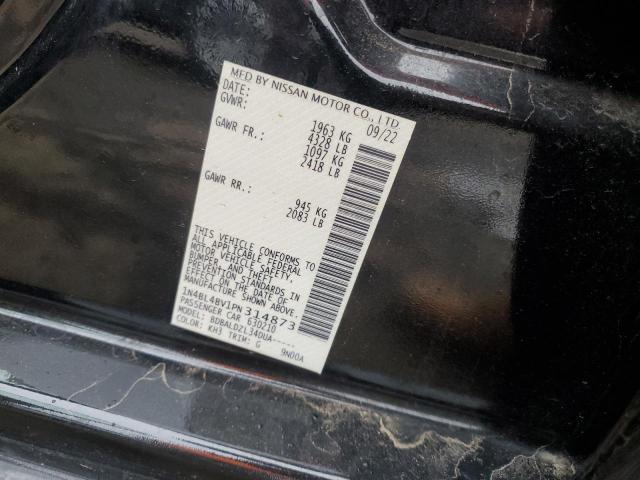 MFD BY NISSAN MOTOR CO., LTD
DATE: 09/22
GVWR: 1963 KG
4328 LB
GAWR FR.: 1097 KG
2418 LB
GAWR RR.: 945 KG
2083 LB
THIS VEHICLE CONFORMS TO
ALL APPLICABLE FEDERAL
MOTOR VEHICLE SAFETY,
BUMPER, AND THEFT
PREVENTION STANDARDS IN
EFFECT ON THE DATE OF
MANUFACTURE SHOWN ABOVE.
1N4BL4BV1PN314873
PASSENGER CAR 630210
MODEL: BDBALDZL34DUA-----
COLOR: KH3 TRIM: G 9N00A